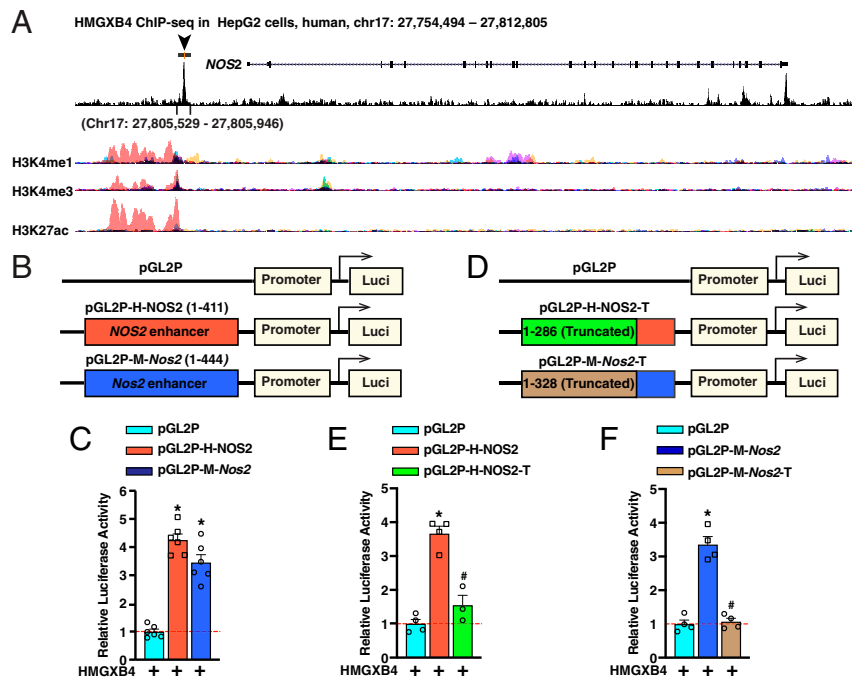 A
HMGXB4 ChIP-seq in HepG2 cells, human, chr17: 27,754,494 – 27,812,805
NOS2
(Chr17: 27,805,529 - 27,805,946)
H3K4me1
H3K4me3
H3K27ac
B
pGL2P
Promoter
Luci
pGL2P-H-NOS2 (1-411)
NOS2 enhancer
Promoter
Luci
pGL2P-M-Nos2 (1-444)
Nos2 enhancer
Promoter
Luci
D
pGL2P
Promoter
Luci
pGL2P-H-NOS2-T
1-286 (Truncated)
Promoter
Luci
pGL2P-M-Nos2-T
1-328 (Truncated)
Promoter
Luci
C
pGL2P
pGL2P-H-NOS2
pGL2P-M-Nos2
Relative Luciferase Activity
6
5
4
3
2
1
0
* *
HMGXB4 + + +
E
pGL2P
pGL2P-H-NOS2
pGL2P-H-NOS2-T
Relative Luciferase Activity
5
4
3
2
1
0
* #
+ + +
F
pGL2P
pGL2P-M-Nos2
pGL2P-M-Nos2-T
Relative Luciferase Activity
5
4
3
2
1
0
* #
HMGXB4 + + +